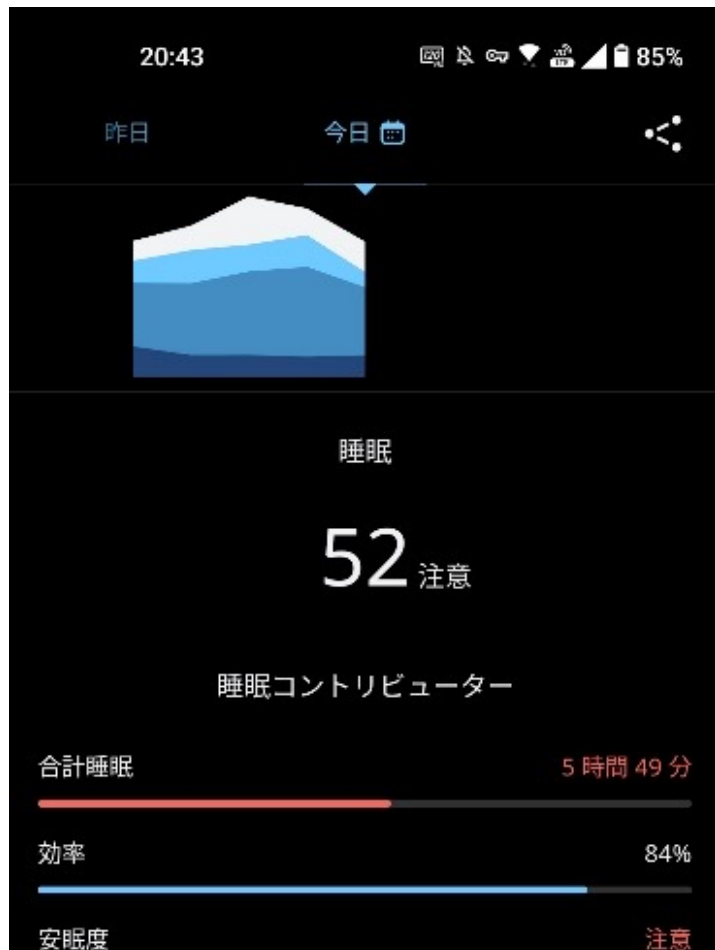 20:43 85%
昨日 今日
睡眠
52 注意
睡眠コントリビューター
合計睡眠 5 時間 49 分
効率 84%
安眠度 注意